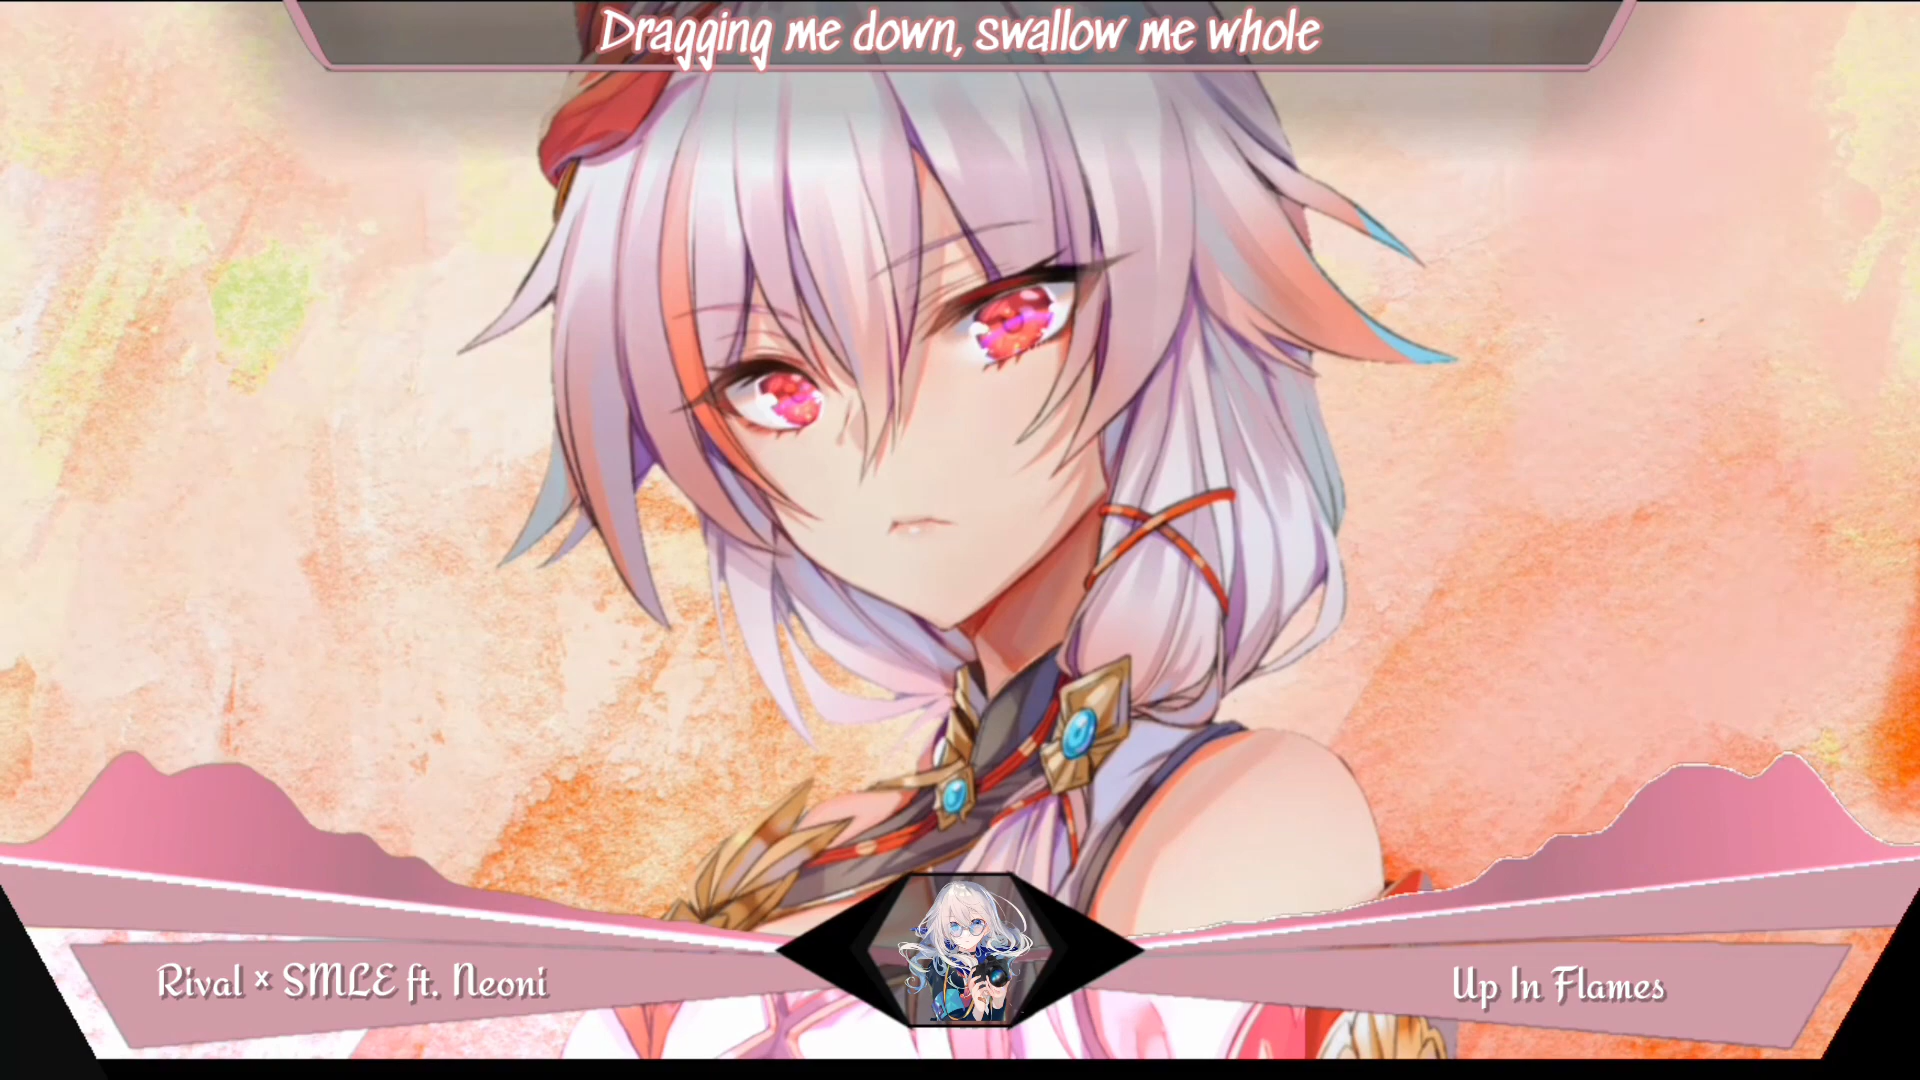 Dragging me down, swallow me whole
Rival × SMLE ft. Neoni
Up In Flames